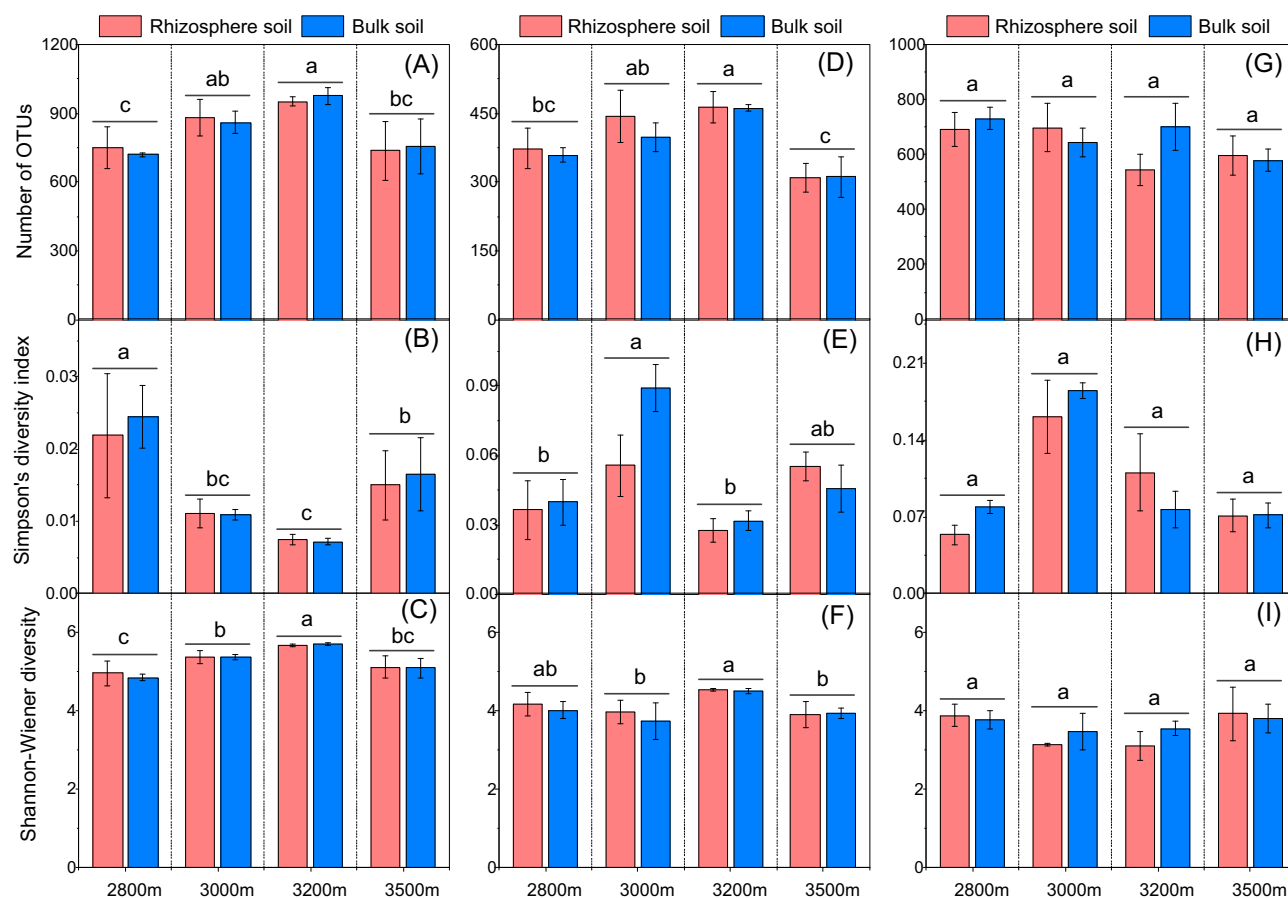 Rhizosphere soil Bulk soil Rhizosphere soil Bulk soil Rhizosphere soil Bulk soil
Number of OTUs
1200
900
600
300
0
(A)
c ab a bc
600
450
300
150
0
(D)
bc ab a c
1000
800
600
400
200
0
(G)
a a a a
Simpson's diversity index
0.03
0.02
0.01
0.00
(B)
a bc c b
0.09
0.06
0.03
0.00
(E)
b a b ab
0.21
0.14
0.07
0.00
(H)
a a a a
Shannon-Wiener diversity
6
4
2
0
(C)
c b a bc
6
4
2
0
(F)
ab b a b
6
4
2
0
(I)
a a a a
2800m 3000m 3200m 3500m 2800m 3000m 3200m 3500m 2800m 3000m 3200m 3500m